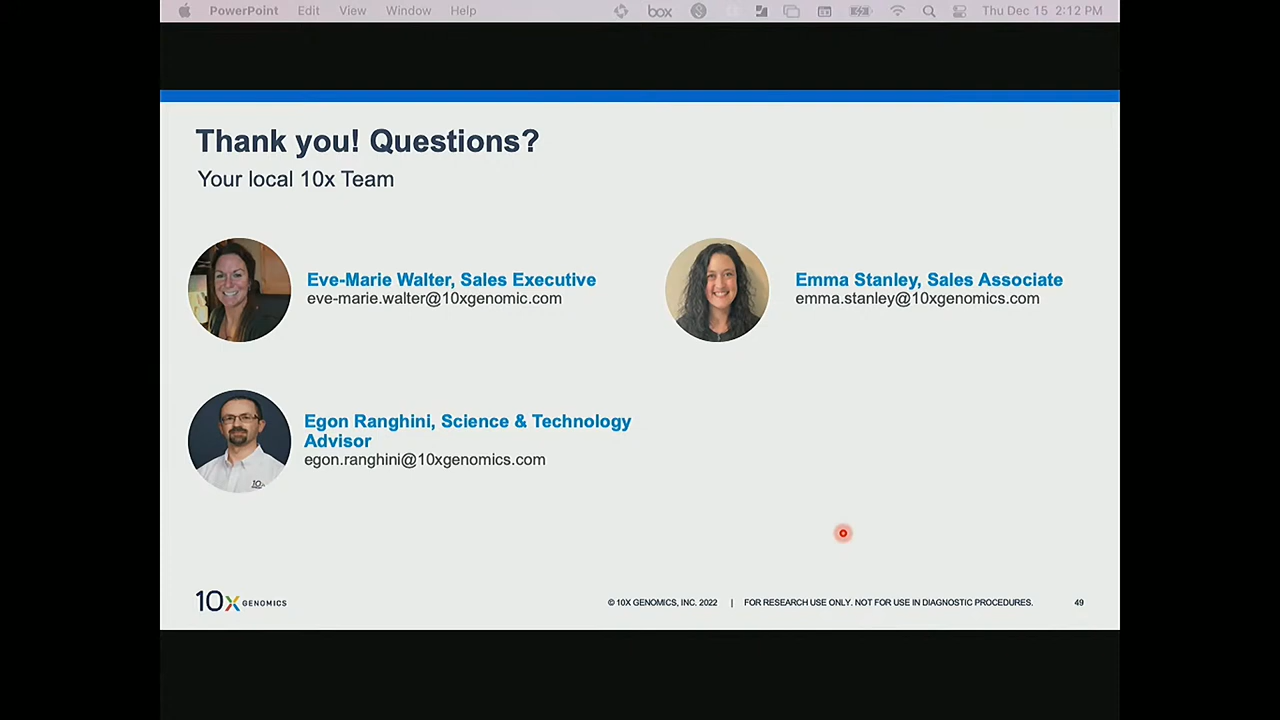 PowerPoint Edit View Window Help box Thu Dec 15 2:12 PM
Thank you! Questions?
Your local 10x Team
Eve-Marie Walter, Sales Executive
eve-marie.walter@10xgenomic.com
Emma Stanley, Sales Associate
emma.stanley@10xgenomics.com
Egon Ranghini, Science & Technology
Advisor
egon.ranghini@10xgenomics.com
10x GENOMICS
© 10X GENOMICS, INC. 2022 | FOR RESEARCH USE ONLY. NOT FOR USE IN DIAGNOSTIC PROCEDURES. 49